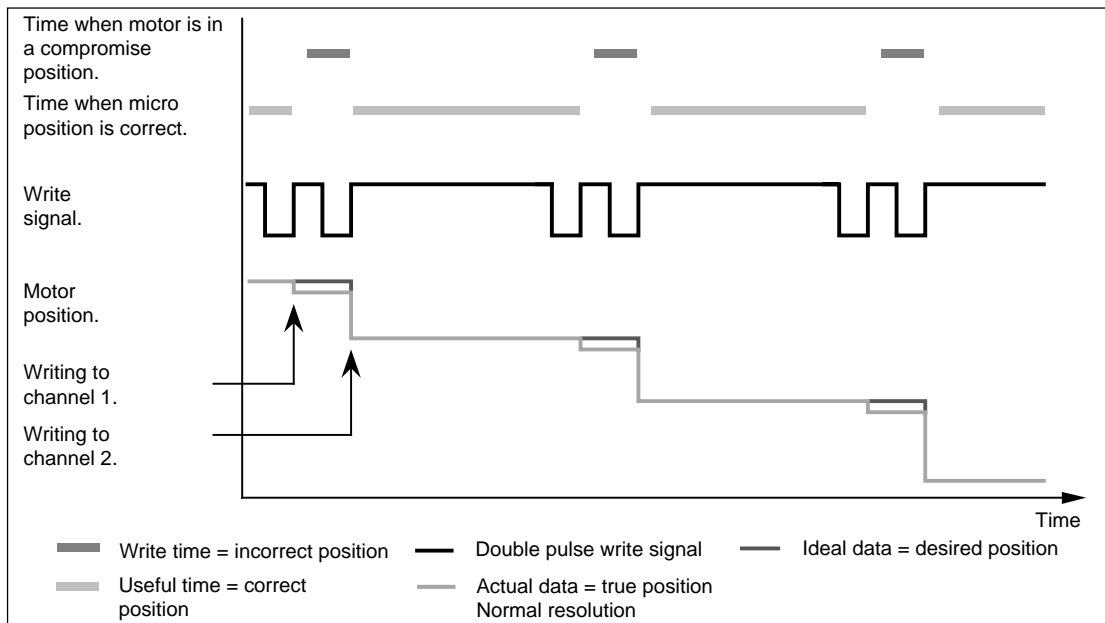 Time when motor is in
a compromise
position.
Time when micro
position is correct.
Write
signal.
Motor
position.
Writing to
channel 1.
Writing to
channel 2.
Time
Write time = incorrect position
Double pulse write signal
Ideal data = desired position
Useful time = correct
position
Actual data = true position
Normal resolution